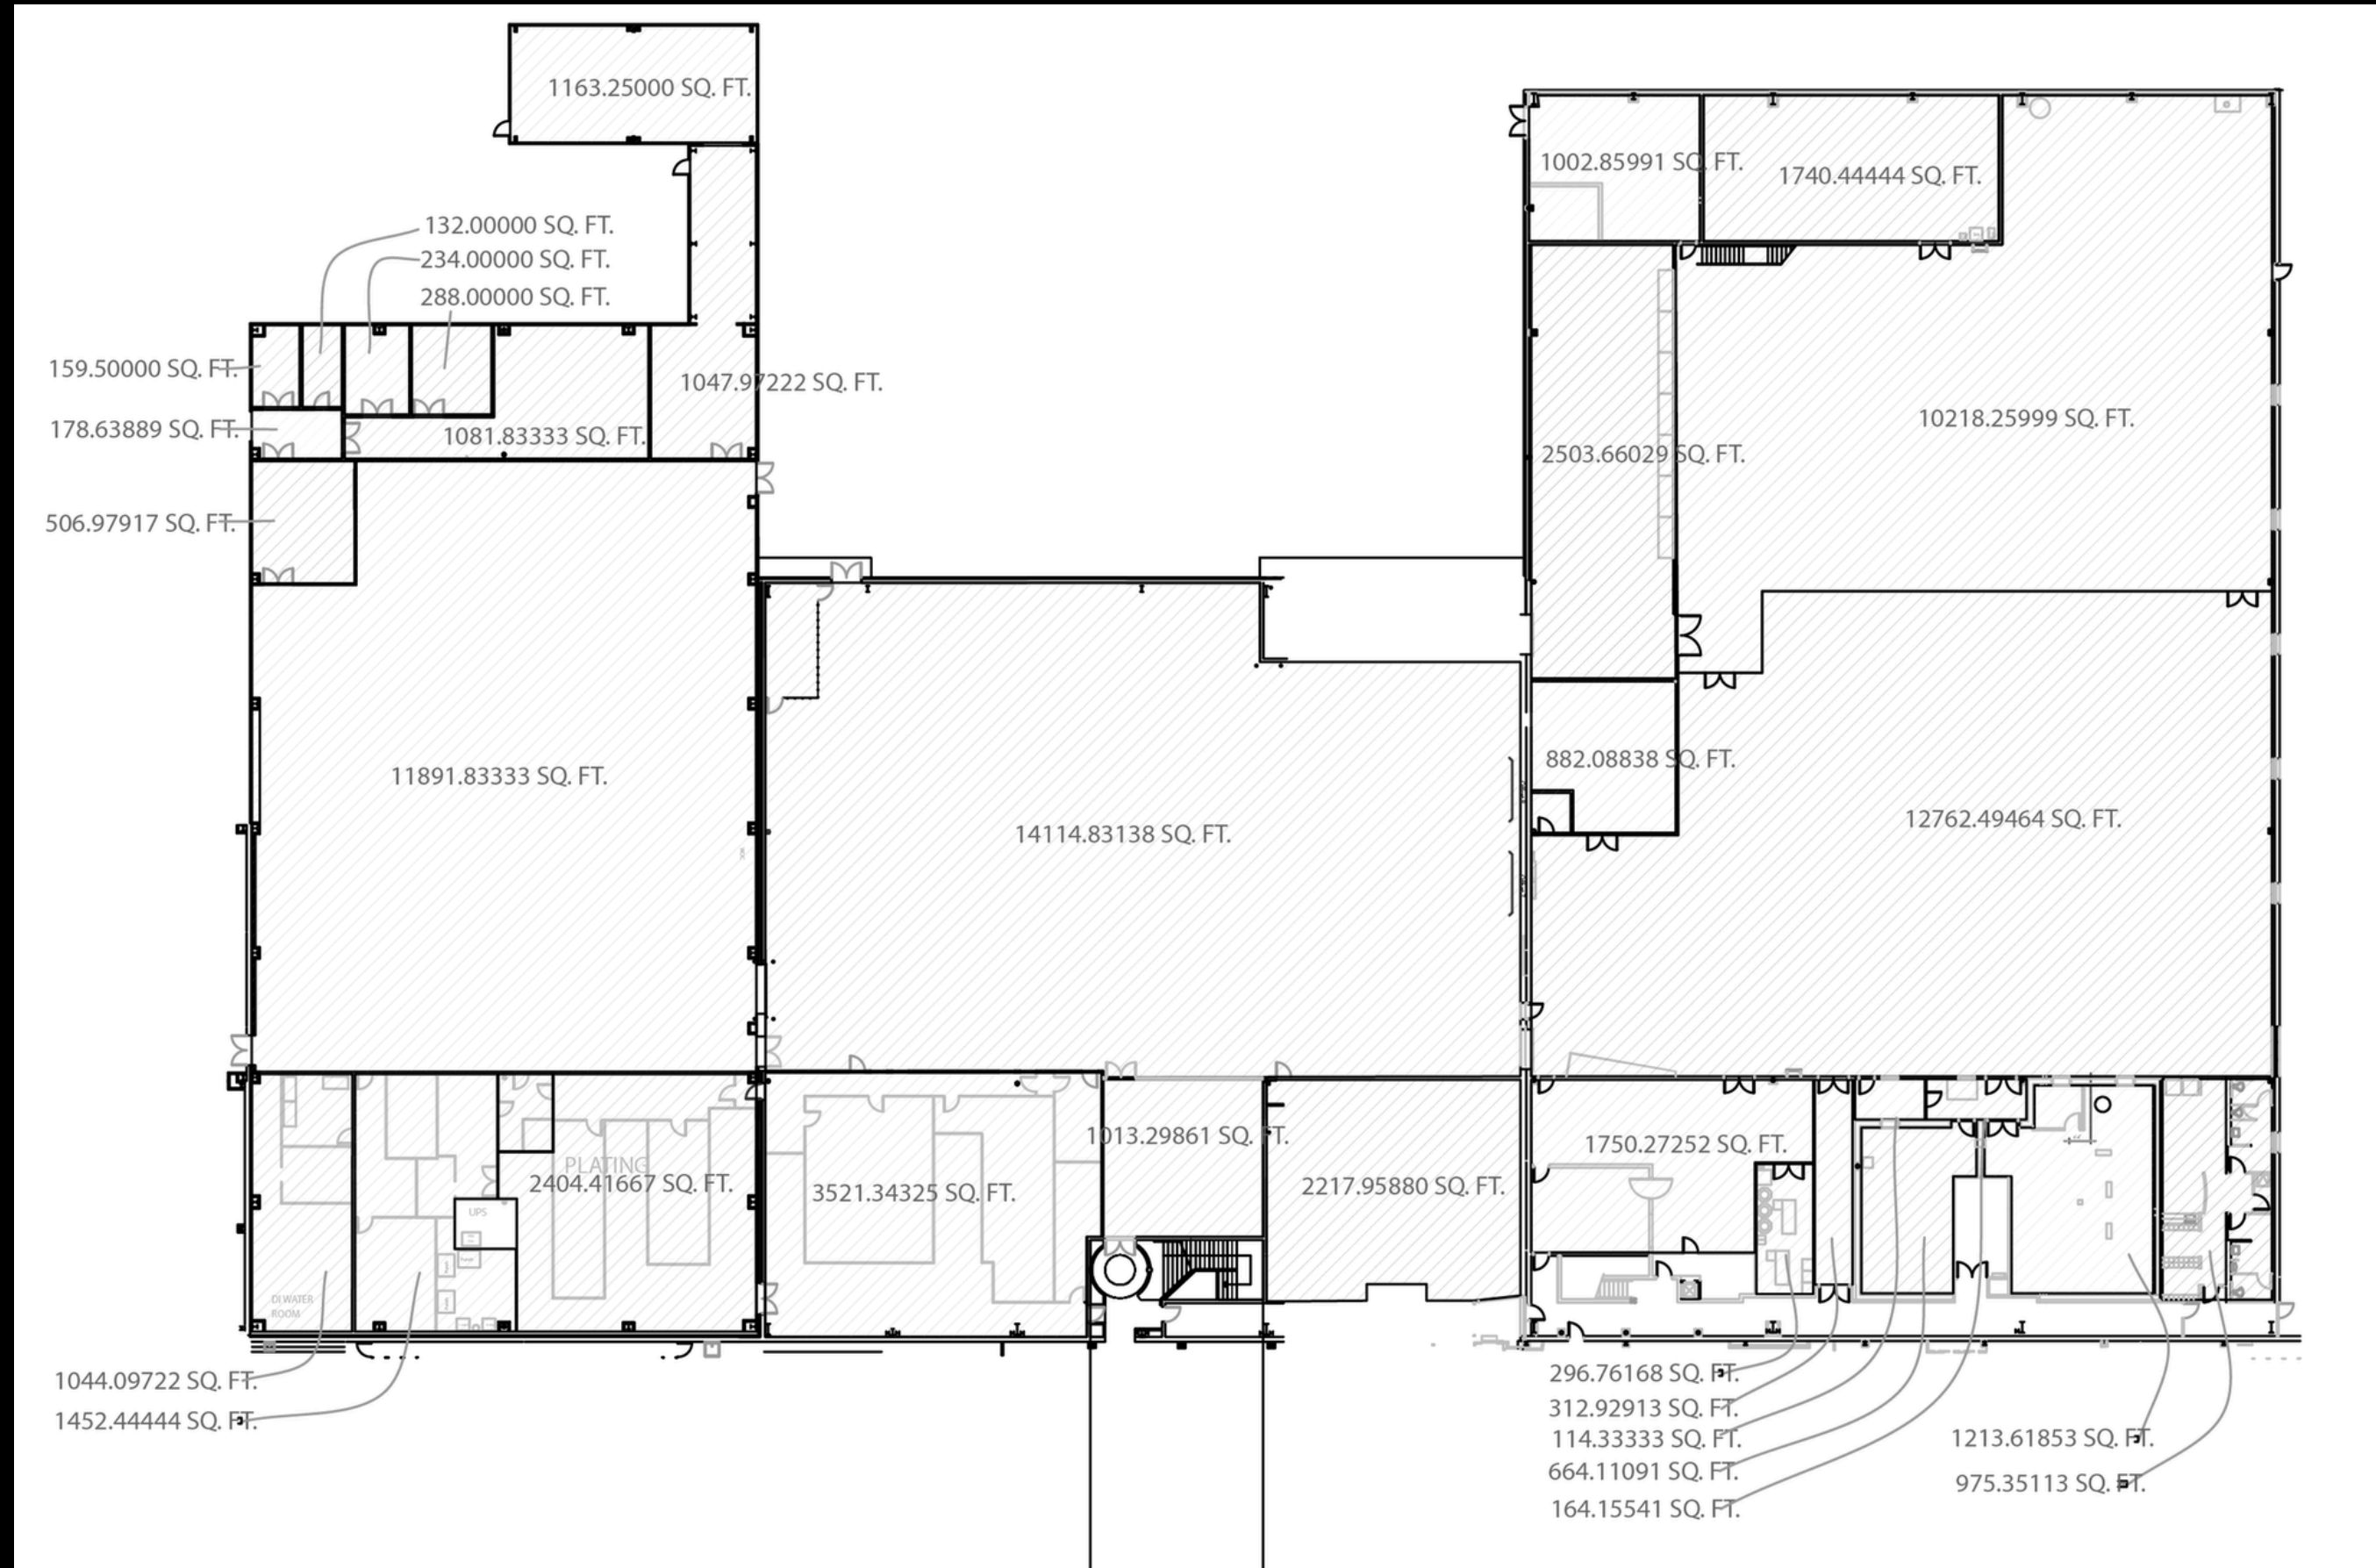 1163.25000 SQ. FT.
1002.85991 SQ. FT.
1740.44444 SQ. FT.
132.00000 SQ. FT.
234.00000 SQ. FT.
288.00000 SQ. FT.
159.50000 SQ. FT.
1047.97222 SQ. FT.
178.63889 SQ. FT.
1081.83333 SQ. FT.
10218.25999 SQ. FT.
2503.66029 SQ. FT.
506.97917 SQ. FT.
11891.83333 SQ. FT.
14114.83138 SQ. FT.
882.08838 SQ. FT.
12762.49464 SQ. FT.
1013.29861 SQ. FT.
1750.27252 SQ. FT.
PLATING
2404.41667 SQ. FT.
3521.34325 SQ. FT.
2217.95880 SQ. FT.
UPS
DI WATER
ROOM
1044.09722 SQ. FT.
1452.44444 SQ. FT.
296.76168 SQ. FT.
312.92913 SQ. FT.
114.33333 SQ. FT.
664.11091 SQ. FT.
164.15541 SQ. FT.
1213.61853 SQ. FT.
975.35113 SQ. FT.